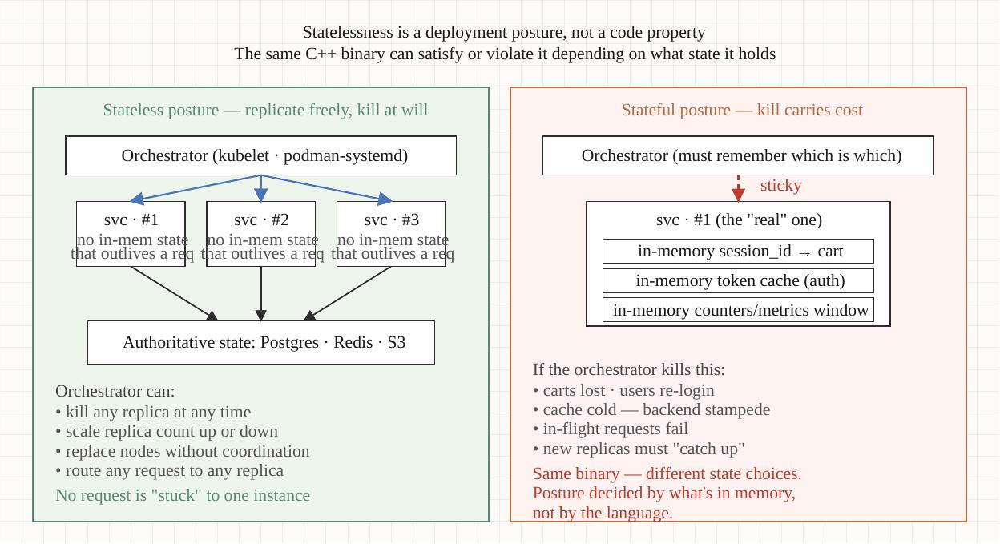 Statelessness is a deployment posture, not a code property
The same C++ binary can satisfy or violate it depending on what state it holds
Stateless posture — replicate freely, kill at will
Orchestrator (kubelet · podman-systemd)
svc · #1
no in-mem state
that outlives a req
svc · #2
no in-mem state
that outlives a req
svc · #3
no in-mem state
that outlives a req
Authoritative state: Postgres · Redis · S3
Orchestrator can:
• kill any replica at any time
• scale replica count up or down
• replace nodes without coordination
• route any request to any replica
No request is "stuck" to one instance
Stateful posture — kill carries cost
Orchestrator (must remember which is which)
sticky
svc · #1 (the "real" one)
in-memory session_id → cart
in-memory token cache (auth)
in-memory counters/metrics window
If the orchestrator kills this:
• carts lost · users re-login
• cache cold — backend stampede
• in-flight requests fail
• new replicas must "catch up"
Same binary — different state choices.
Posture decided by what's in memory,
not by the language.